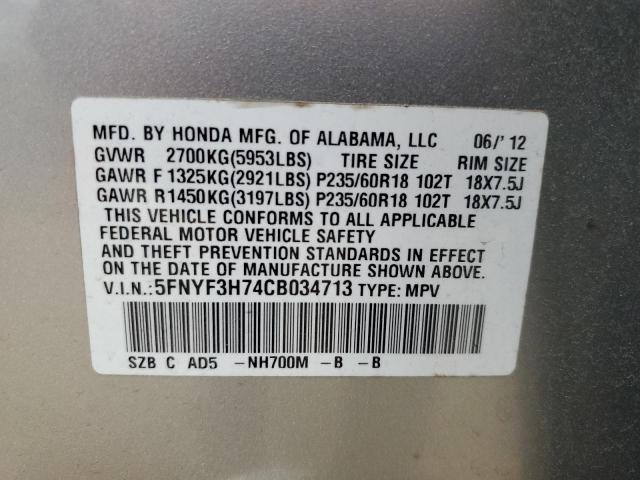 MFD. BY HONDA MFG. OF ALABAMA, LLC 06/'12
GVWR 2700KG(5953LBS) TIRE SIZE RIM SIZE
GAWR F 1325KG(2921LBS) P235/60R18 102T 18X7.5J
GAWR R1450KG(3197LBS) P235/60R18 102T 18X7.5J
THIS VEHICLE CONFORMS TO ALL APPLICABLE
FEDERAL MOTOR VEHICLE SAFETY
AND THEFT PREVENTION STANDARDS IN EFFECT
ON THE DATE OF MANUFACTURE SHOWN ABOVE.
V.I.N.:5FNYF3H74CB034713 TYPE: MPV
SZB C AD5 -NH700M -B -B